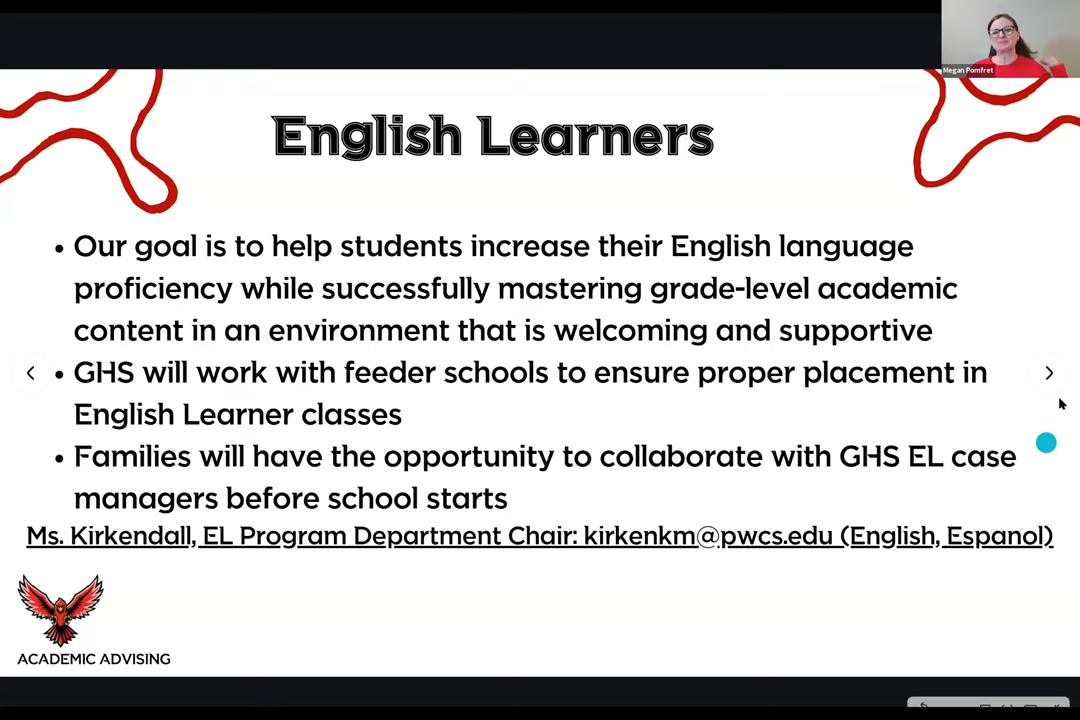 Megan Pomfret
English Learners
• Our goal is to help students increase their English language
proficiency while successfully mastering grade-level academic
content in an environment that is welcoming and supportive
• GHS will work with feeder schools to ensure proper placement in
English Learner classes
• Families will have the opportunity to collaborate with GHS EL case
managers before school starts
Ms. Kirkendall, EL Program Department Chair: kirkenkm@pwcs.edu (English, Espanol)
ACADEMIC ADVISING